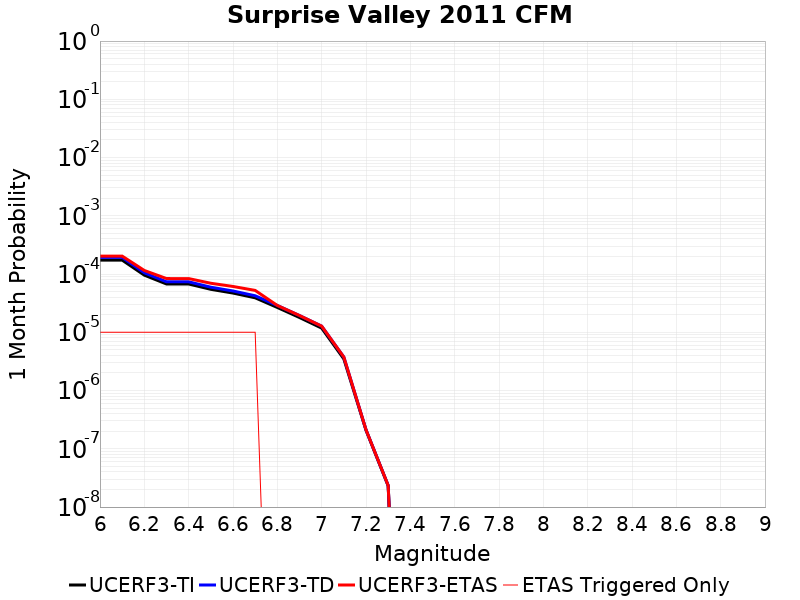 Surprise Valley 2011 CFM
1 Month Probability
10^0
10^-1
10^-2
10^-3
10^-4
10^-5
10^-6
10^-7
10^-8
6 6.2 6.4 6.6 6.8 7 7.2 7.4 7.6 7.8 8 8.2 8.4 8.6 8.8 9
Magnitude
UCERF3-TI UCERF3-TD UCERF3-ETAS ETAS Triggered Only